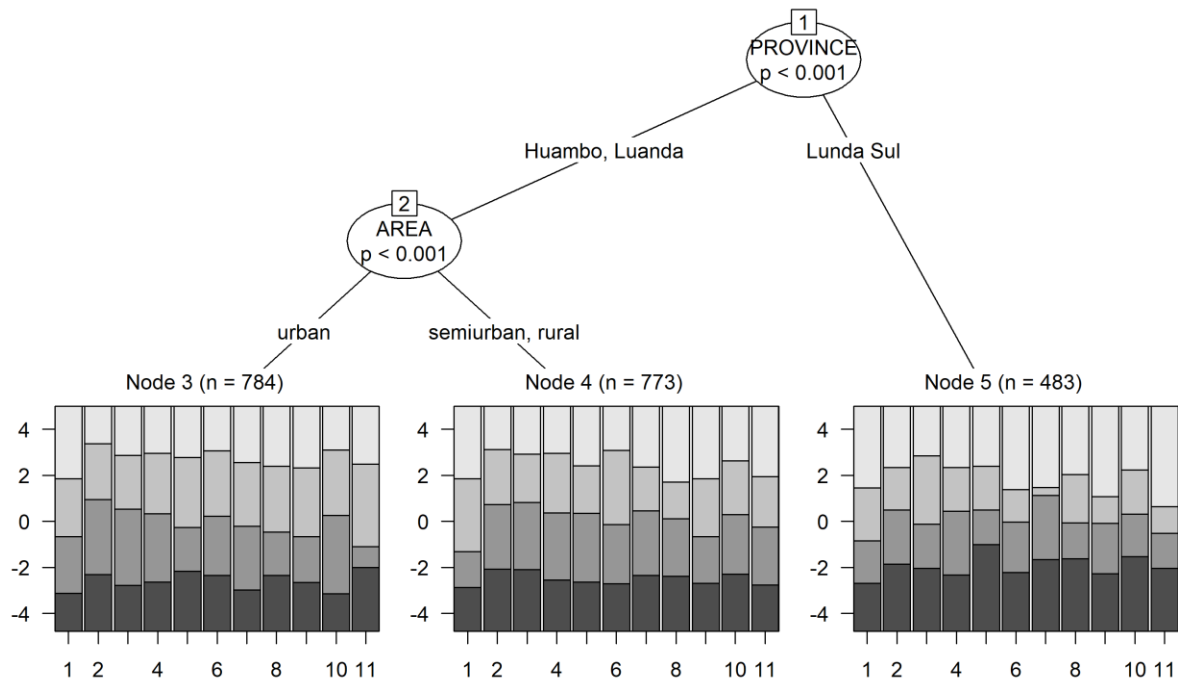 1
PROVINCE
p < 0.001
Huambo, Luanda
Lunda Sul
2
AREA
p < 0.001
urban
semiurban, rural
Node 3 (n = 784)
4
2
0
-2
-4
1 2 4 6 8 10 11
Node 4 (n = 773)
4
2
0
-2
-4
1 2 4 6 8 10 11
Node 5 (n = 483)
4
2
0
-2
-4
1 2 4 6 8 10 11